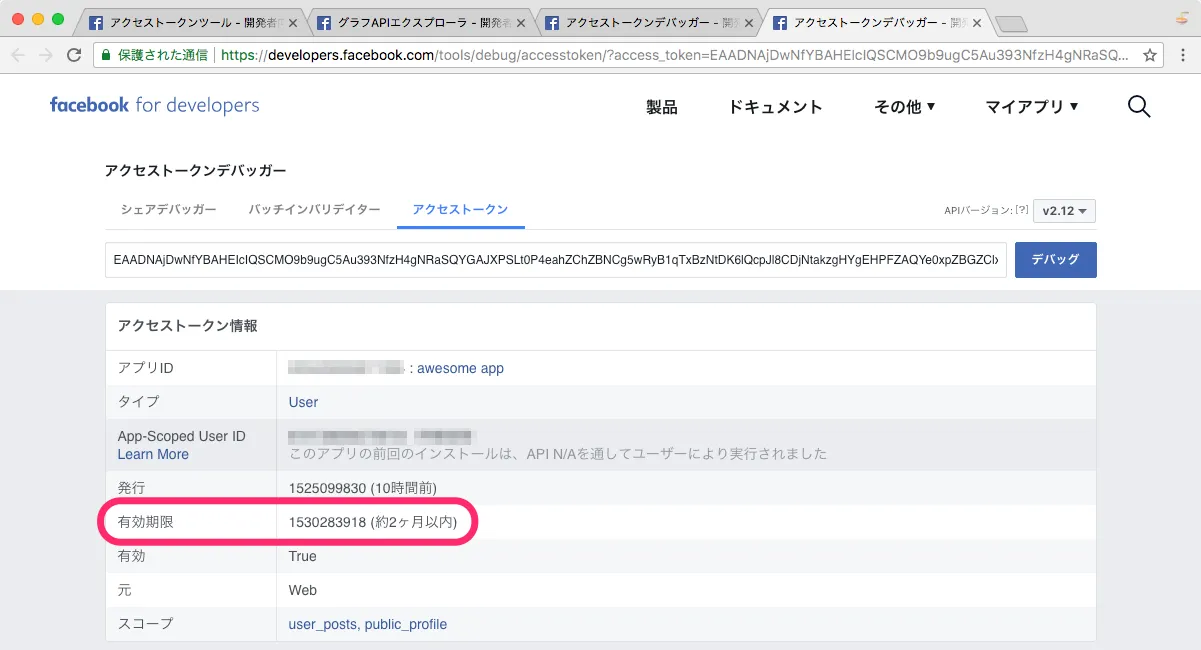 アクセストークンツール - 開発者
グラフAPIエクスプローラ - 開発者
アクセストークンデバッガー - 開
アクセストークンデバッガー - 開
保護された通信 https://developers.facebook.com/tools/debug/accesstoken/?access_token=EAADNAjDwNfYBAHEIcIQSCMO9b9ugC5Au393NfzH4gNRaSQ...
facebook for developers
製品 ドキュメント その他 マイアプリ
アクセストークンデバッガー
シェアデバッガー バッチインバリデイター アクセストークン
APIバージョン: [?] v2.12
EAADNAjDwNfYBAHEIcIQSCMO9b9ugC5Au393NfzH4gNRaSQYGAJXPSLt0P4eahZChZBNCg5wRyB1qTxBzNtDK6lQcpJl8CDjNtakzgHYgEHPFZAQYe0xpZBGZCl
デバッグ
アクセストークン情報
アプリID : awesome app
タイプ User
App-Scoped User ID
Learn More このアプリの前回のインストールは、API N/Aを通してユーザーにより実行されました
発行 1525099830 (10時間前)
有効期限 1530283918 (約2ヶ月以内)
有効 True
元 Web
スコープ user_posts, public_profile